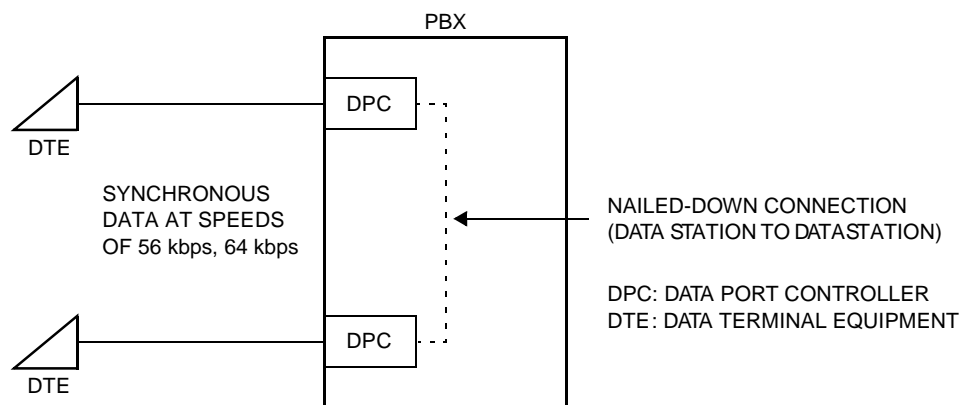 PBX
DPC
DTE
SYNCHRONOUS
DATA AT SPEEDS
OF 56 kbps, 64 kbps
NAILED-DOWN CONNECTION
(DATA STATION TO DATASTATION)
DPC: DATA PORT CONTROLLER
DTE: DATA TERMINAL EQUIPMENT
DPC
DTE